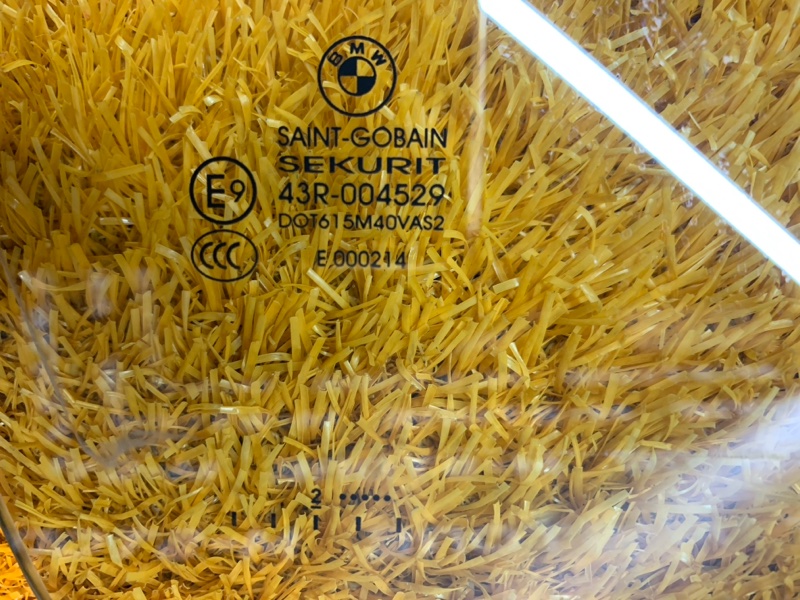 BMW
SAINT-GOBAIN
SEKURIT
E9 43R-004529
DOT615M40VAS2
CCC E 000214
2 ••••••